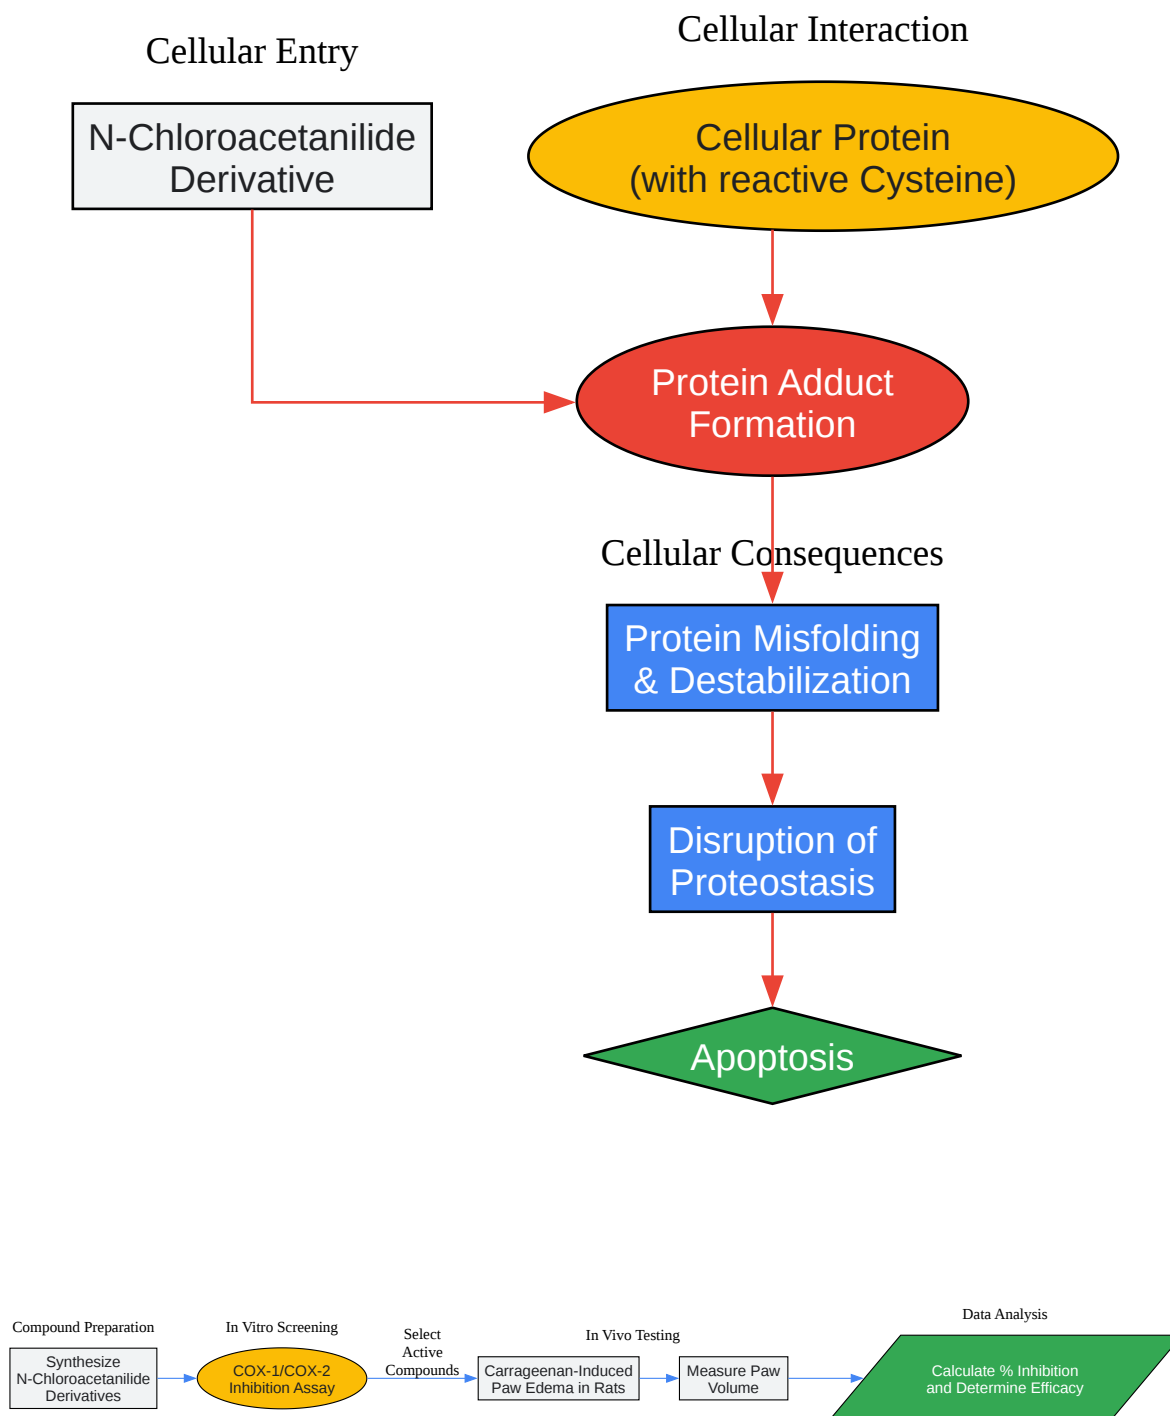 Cellular Entry
Cellular Interaction
N-Chloroacetanilide
Derivative
Cellular Protein
(with reactive Cysteine)
Protein Adduct
Formation
Cellular Consequences
Protein Misfolding
& Destabilization
Disruption of
Proteostasis
Apoptosis
Compound Preparation
Synthesize
N-Chloroacetanilide
Derivatives
In Vitro Screening
COX-1/COX-2
Inhibition Assay
Select
Active
Compounds
In Vivo Testing
Carrageenan-Induced
Paw Edema in Rats
Measure Paw
Volume
Data Analysis
Calculate % Inhibition
and Determine Efficacy